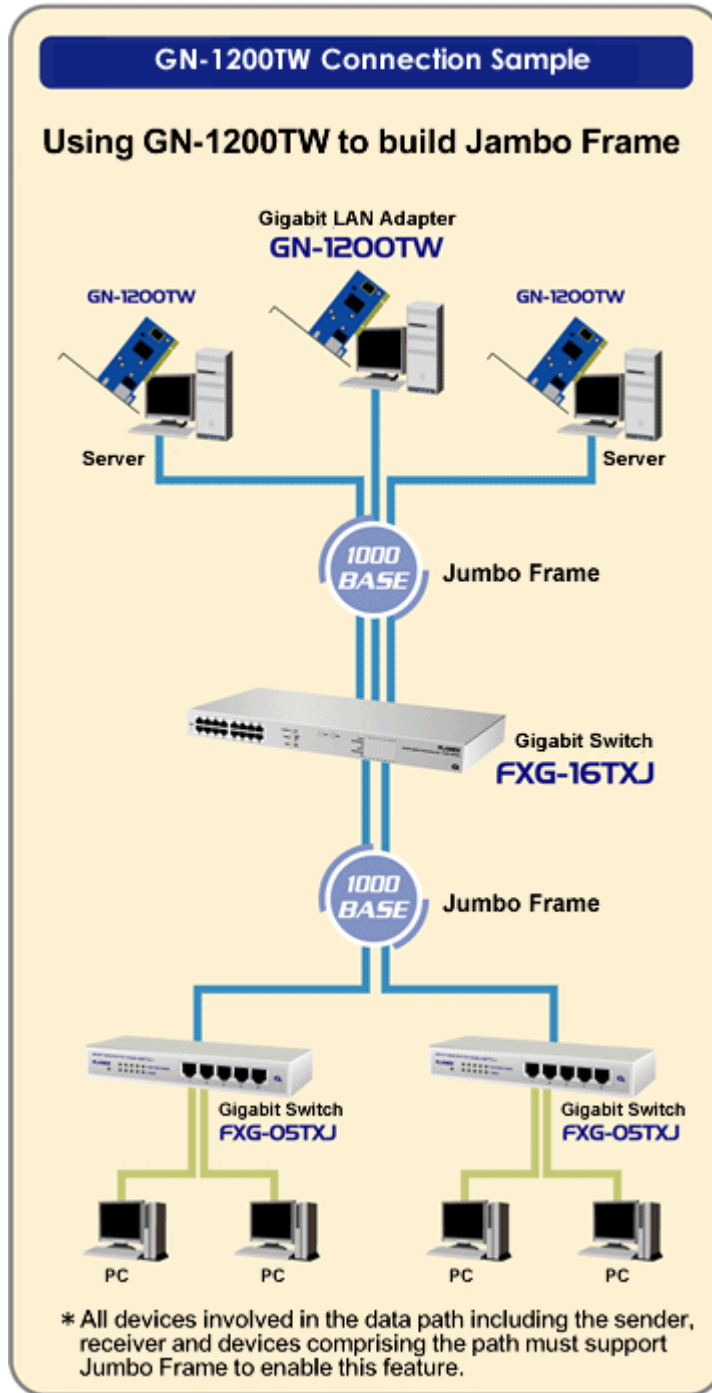 GN-1200TW Connection Sample
Using GN-1200TW to build Jambo Frame
Gigabit LAN Adapter
GN-1200TW
GN-1200TW
GN-1200TW
Server
Server
1000
BASE
Jumbo Frame
Gigabit Switch
FXG-16TXJ
1000
BASE
Jumbo Frame
Gigabit Switch
FXG-05TXJ
Gigabit Switch
FXG-05TXJ
PC
PC
PC
PC
* All devices involved in the data path including the sender,
receiver and devices comprising the path must support
Jumbo Frame to enable this feature.